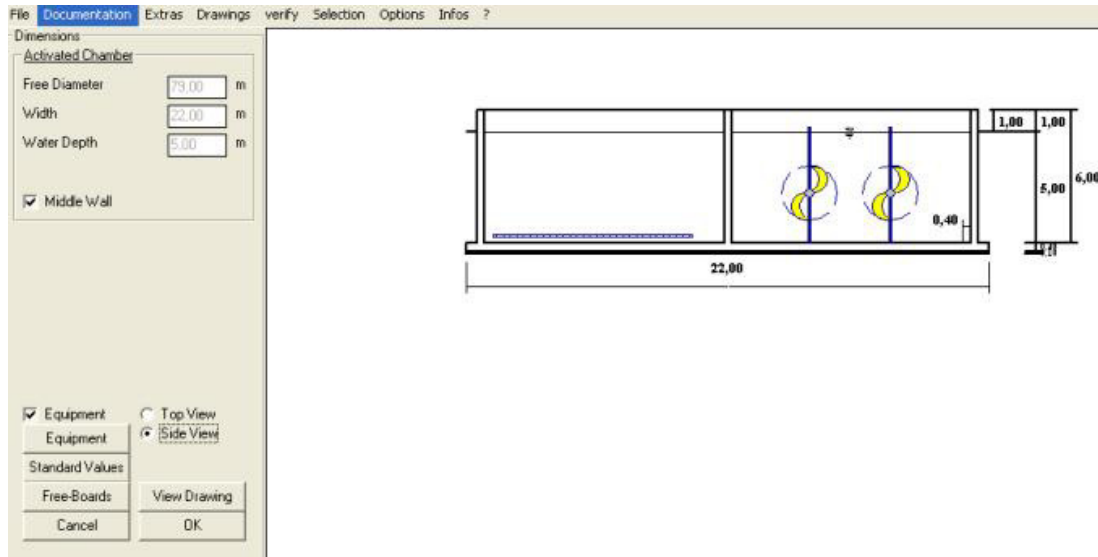 File Documentation Extras Drawings verify Selection Options Infos ?
Dimensions
Activated Chamber
Free Diameter 79,00 m
Width 22,00 m
Water Depth 5,00 m
Middle Wall
Equipment Top View
Equipment Side View
Standard Values
Free-Boards View Drawing
Cancel OK
1,00 1,00
5,00 6,00
0,40
22,00